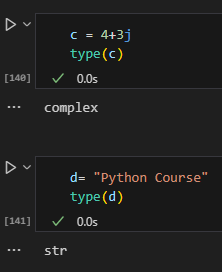 c = 4+3j
type(c)
[140] 0.0s
... complex
d= "Python Course"
type(d)
[141] 0.0s
... str